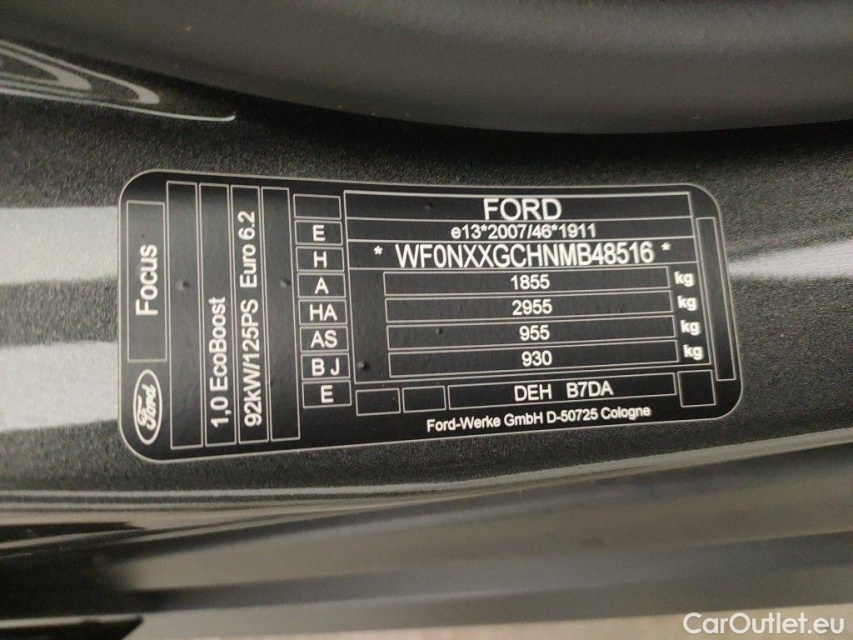 FORD
e13*2007/46*1911
* WF0NXXGCHNMB48516 *
1855 kg
2955 kg
955 kg
930 kg
DEH B7DA
Ford-Werke GmbH D-50725 Cologne
E
H
A
HA
AS
B J
E
Focus
Ford
1,0 EcoBoost
92kW/125PS Euro 6.2
CarOutlet.eu